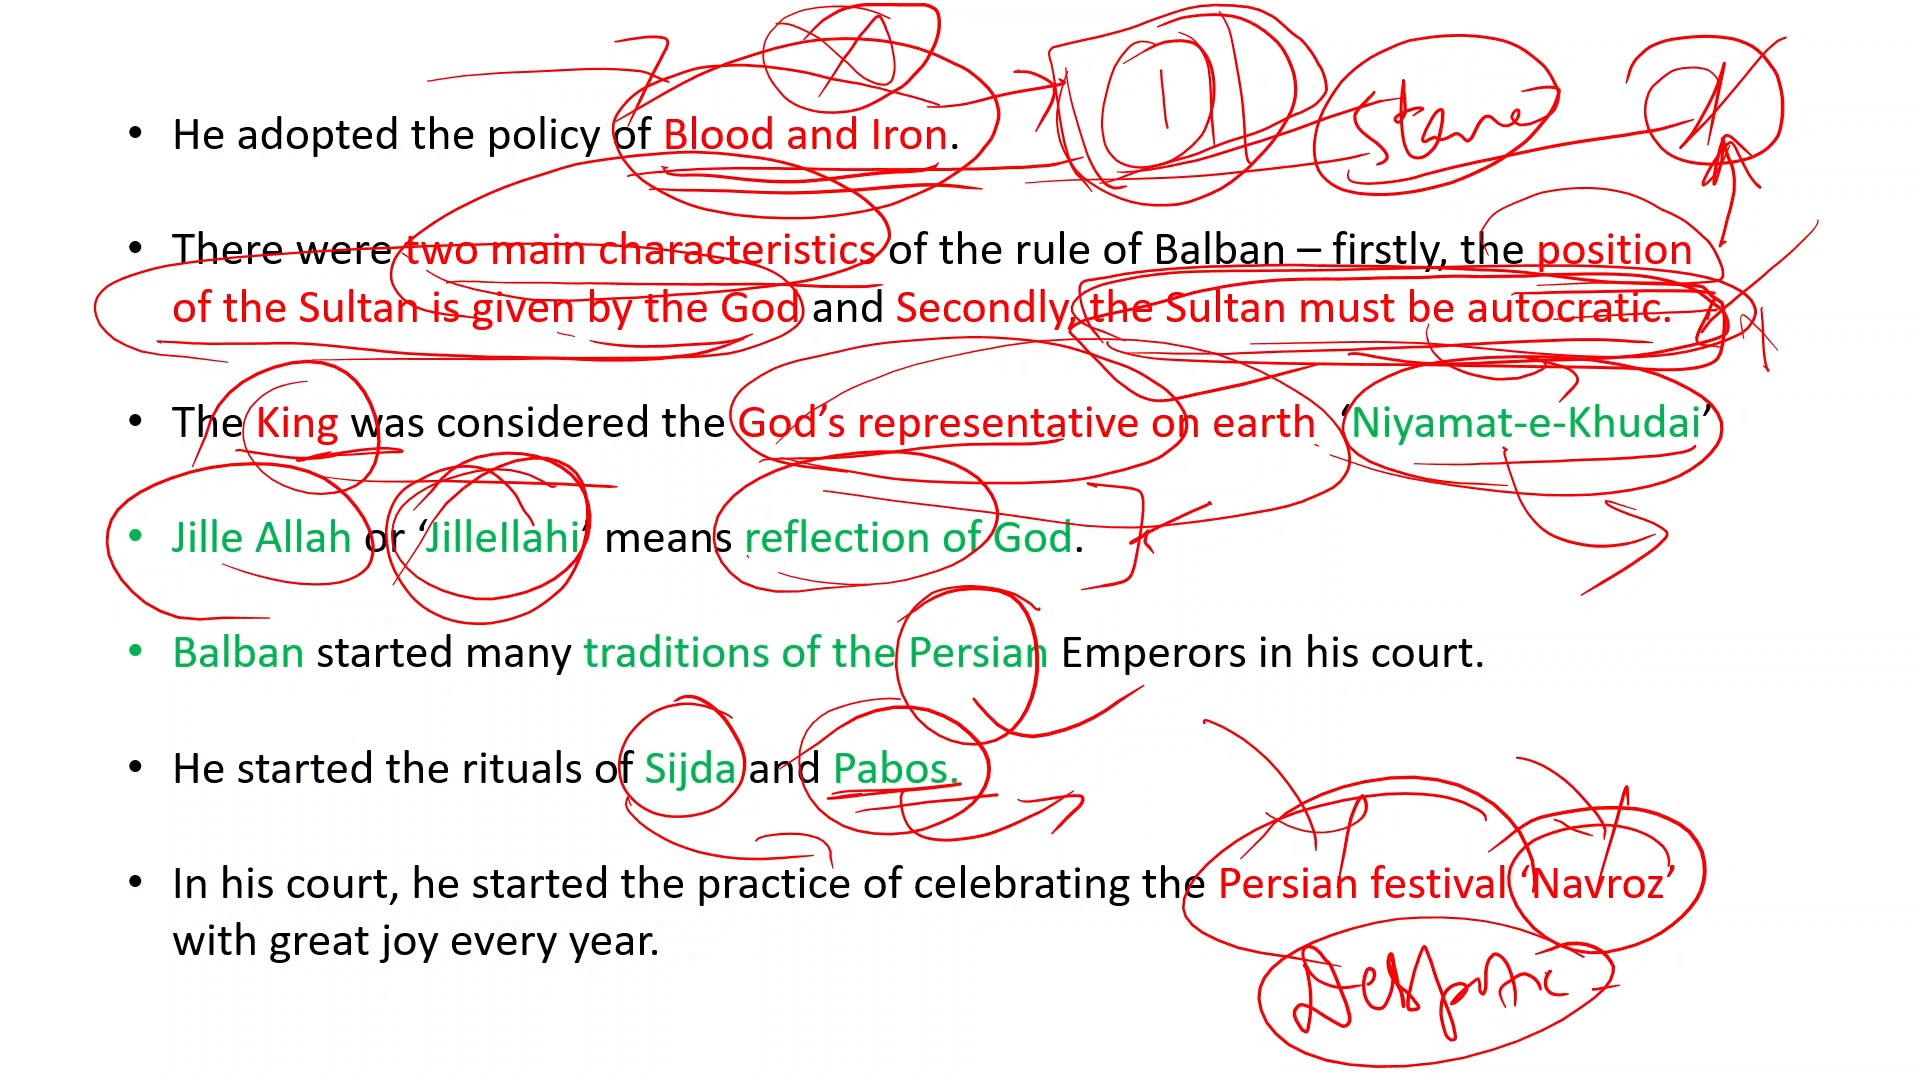 • He adopted the policy of Blood and Iron.
• There were two main characteristics of the rule of Balban – firstly, the position
of the Sultan is given by the God and Secondly, the Sultan must be autocratic.
• The King was considered the God’s representative on earth ‘Niyamat-e-Khudai’
• Jille Allah or ‘JilleIlahi’ means reflection of God.
• Balban started many traditions of the Persian Emperors in his court.
• He started the rituals of Sijda and Pabos.
• In his court, he started the practice of celebrating the Persian festival ‘Navroz’
with great joy every year.
Despotic